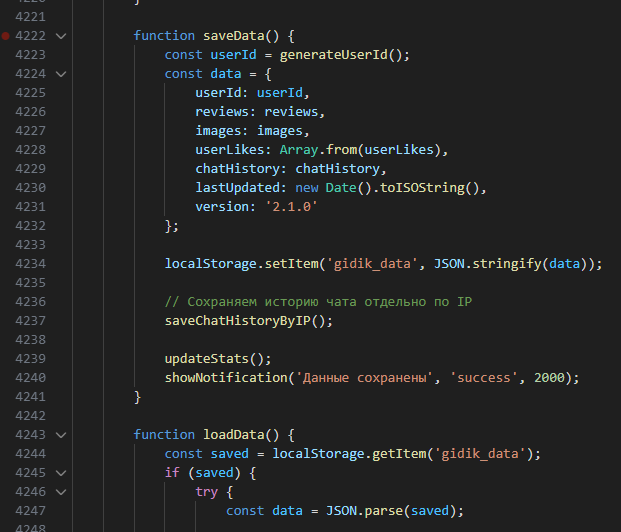 4220 }
4221
4222 function saveData() {
4223 const userId = generateUserId();
4224 const data = {
4225 userId: userId,
4226 reviews: reviews,
4227 images: images,
4228 userLikes: Array.from(userLikes),
4229 chatHistory: chatHistory,
4230 lastUpdated: new Date().toISOString(),
4231 version: '2.1.0'
4232 };
4233
4234 localStorage.setItem('gidik_data', JSON.stringify(data));
4235
4236 // Сохраняем историю чата отдельно по IP
4237 saveChatHistoryByIP();
4238
4239 updateStats();
4240 showNotification('Данные сохранены', 'success', 2000);
4241 }
4242
4243 function loadData() {
4244 const saved = localStorage.getItem('gidik_data');
4245 if (saved) {
4246 try {
4247 const data = JSON.parse(saved);
4248